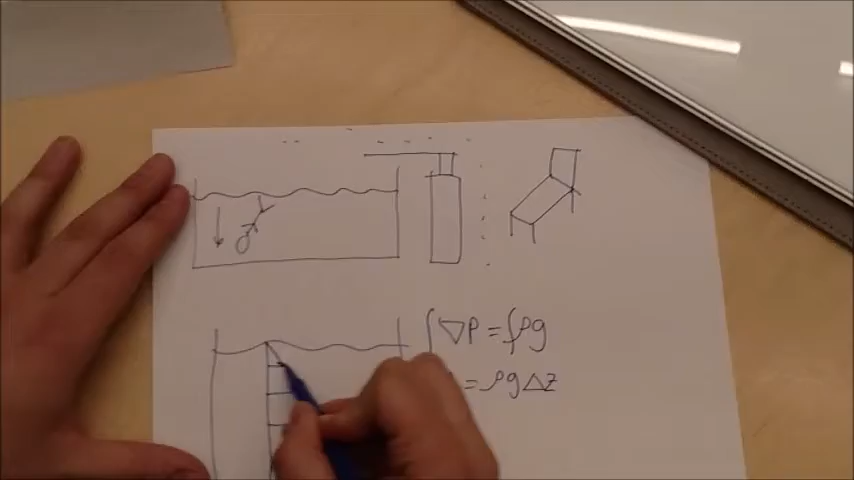 ∫∇P = ∫ρg
= ρgΔz